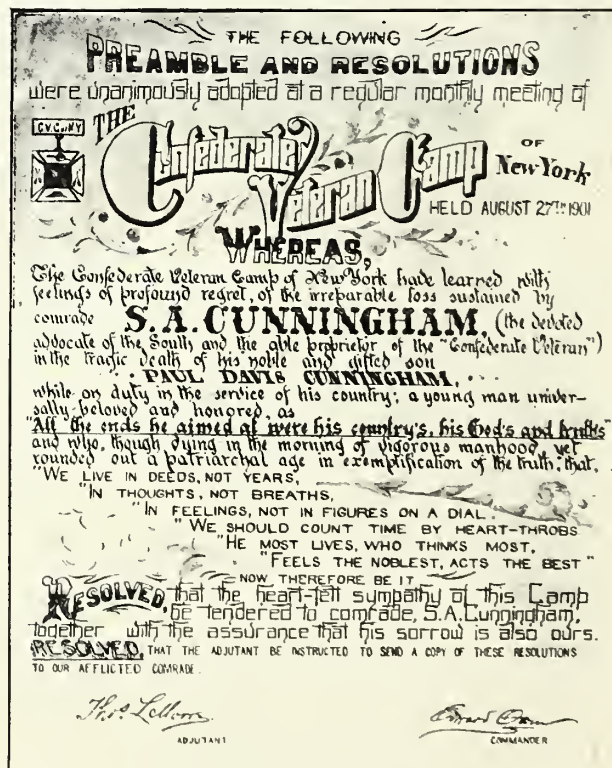 THE FOLLOWING
PREAMBLE AND RESOLUTIONS
were unanimously adopted at a regular monthly meeting of
C.V.C. of N.Y.
THE
Confederate
Veteran Camp
OF
New York
HELD AUGUST 27TH 1901
WHEREAS,
The Confederate Veteran Camp of New York have learned with
feelings of profound regret, of the irreparable loss sustained by
comrade S.A. CUNNINGHAM, (the devoted
advocate of the South and the able proprietor of the "Confederate Veteran")
in the tragic death of his noble and gifted son
PAUL DAVIS CUNNINGHAM,
while on duty in the service of his country; a young man univer-
sally beloved and honored, as
"All the ends he aimed at were his country's, his God's and truths"
and who, though dying in the morning of vigorous manhood, yet
rounded out a patriarchal age in exemplification of the truth; that,
"WE LIVE IN DEEDS, NOT YEARS,
"IN THOUGHTS, NOT BREATHS,
"IN FEELINGS, NOT IN FIGURES ON A DIAL.
"WE SHOULD COUNT TIME BY HEART-THROBS
"HE MOST LIVES, WHO THINKS MOST,
"FEELS THE NOBLEST, ACTS THE BEST"
NOW THEREFORE BE IT
RESOLVED, that the heart-felt sympathy of this Camp
be tendered to comrade, S.A. Cunningham,
together with the assurance that his sorrow is also ours.
RESOLVED, THAT THE ADJUTANT BE INSTRUCTED TO SEND A COPY OF THESE RESOLUTIONS
TO OUR AFFLICTED COMRADE.
Edward Owen
ADJUTANT
COMMANDER